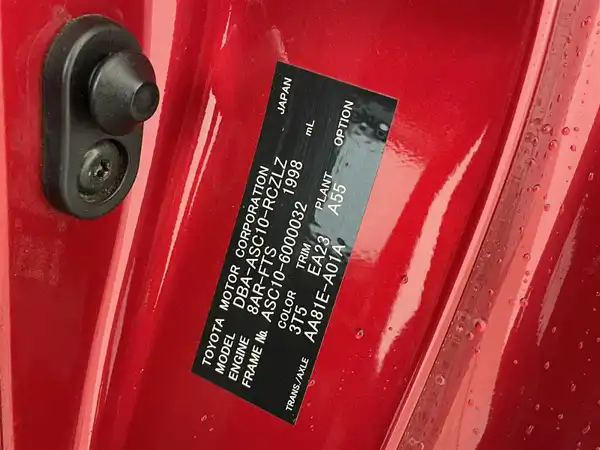 TOYOTA MOTOR CORPORATION JAPAN
MODEL DBA-ASC10-RCZLZ
ENGINE 8AR-FTS 1998 mL
FRAME No. ASC10-6000032
COLOR TRIM PLANT OPTION
3T5 EA23 A55
TRANS./AXLE AA81E-A01A